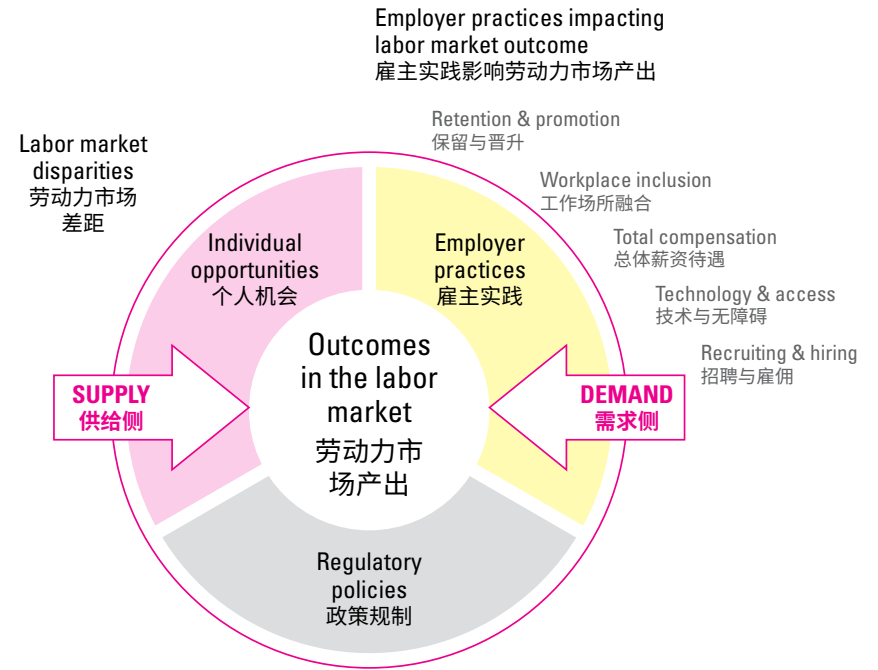 Employer practices impacting
labor market outcome
雇主实践影响劳动力市场产出
Retention & promotion
保留与晋升
Labor market
disparities
劳动力市场
差距
Workplace inclusion
工作场所融合
Individual
opportunities
个人机会
Employer
practices
雇主实践
Total compensation
总体薪资待遇
Technology & access
技术与无障碍
Recruiting & hiring
招聘与雇佣
SUPPLY
供给侧
Outcomes
in the labor
market
劳动力市
场产出
DEMAND
需求侧
Regulatory
policies
政策规制